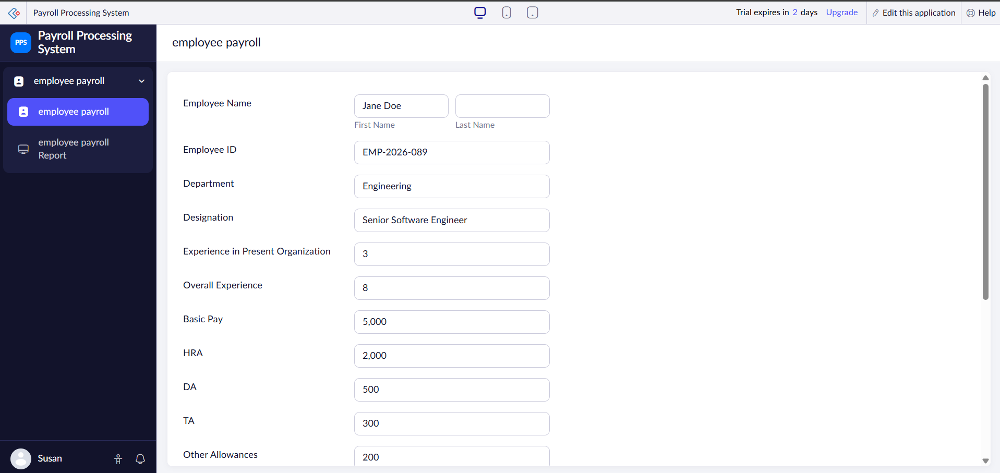 Payroll Processing System
Trial expires in 2 days Upgrade
Edit this application
Help
PPS
Payroll Processing
System
employee payroll
employee payroll
employee payroll
Report
Susan
employee payroll
Employee Name
Jane Doe
First Name
Last Name
Employee ID
EMP-2026-089
Department
Engineering
Designation
Senior Software Engineer
Experience in Present Organization
3
Overall Experience
8
Basic Pay
5,000
HRA
2,000
DA
500
TA
300
Other Allowances
200